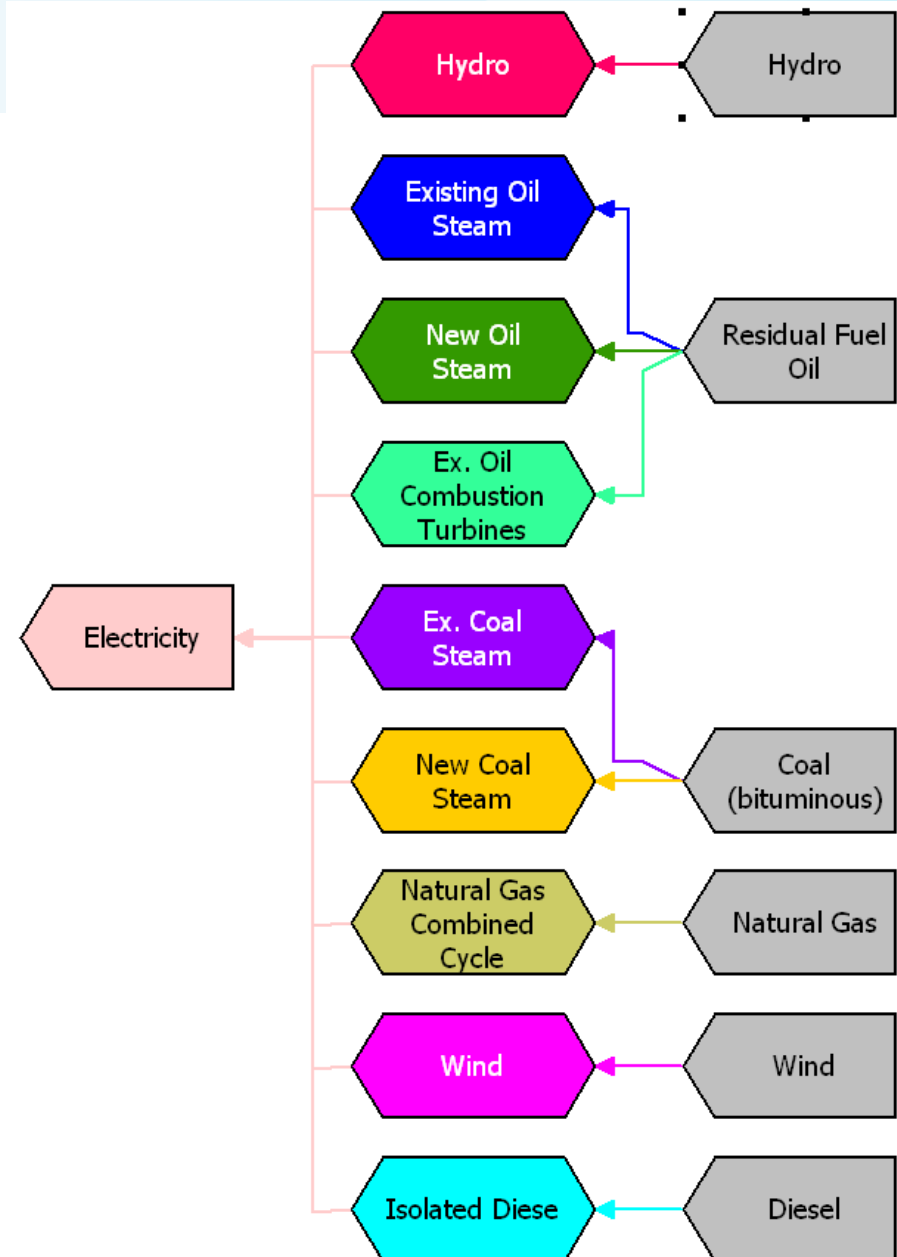 Hydro
Hydro
Existing Oil
Steam
New Oil
Steam
Residual Fuel
Oil
Ex. Oil
Combustion
Turbines
Electricity
Ex. Coal
Steam
New Coal
Steam
Coal
(bituminous)
Natural Gas
Combined
Cycle
Natural Gas
Wind
Wind
Isolated Diese
Diesel